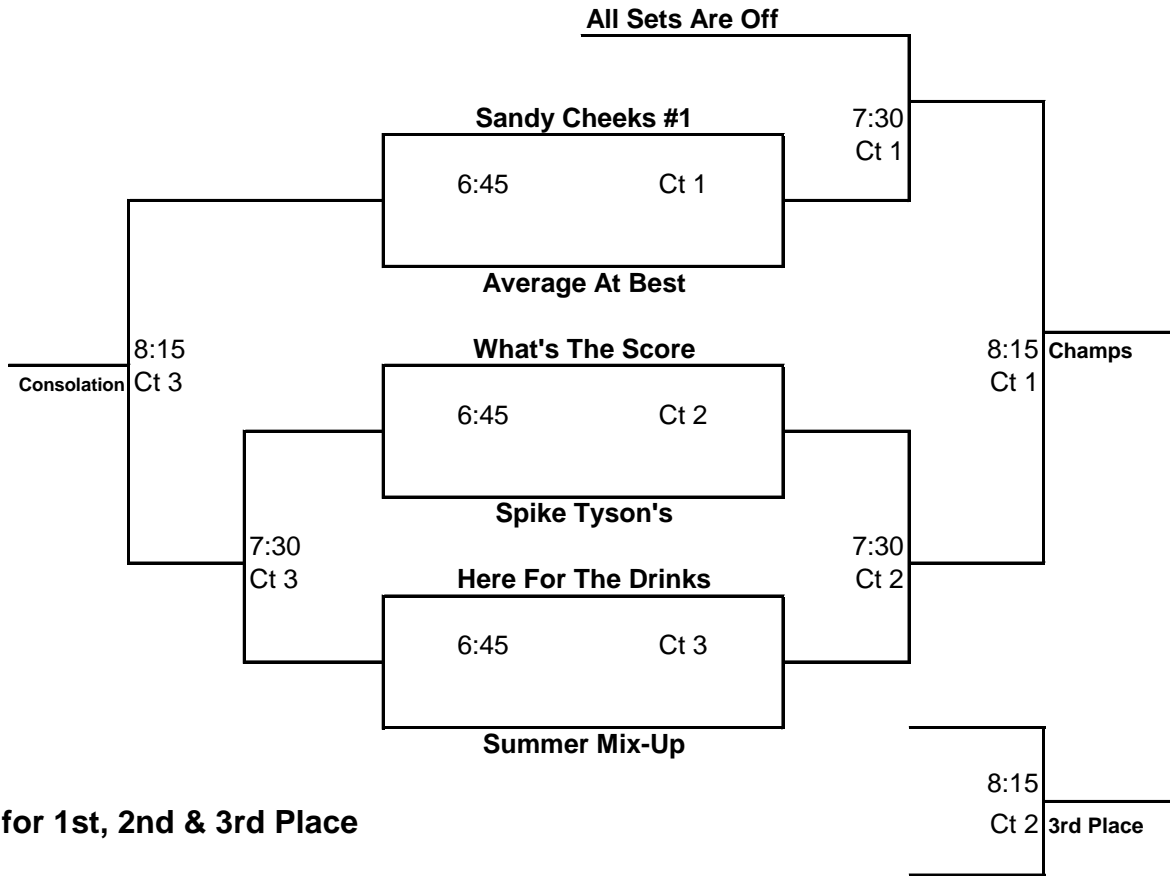 All Sets Are Off
Sandy Cheeks #1
7:30
Ct 1
6:45 Ct 1
Average At Best
8:15
Consolation Ct 3
What's The Score
8:15 Champs
Ct 1
6:45 Ct 2
Spike Tyson's
7:30
Ct 3
7:30
Ct 2
Here For The Drinks
6:45 Ct 3
Summer Mix-Up
8:15
Ct 2 3rd Place
for 1st, 2nd & 3rd Place